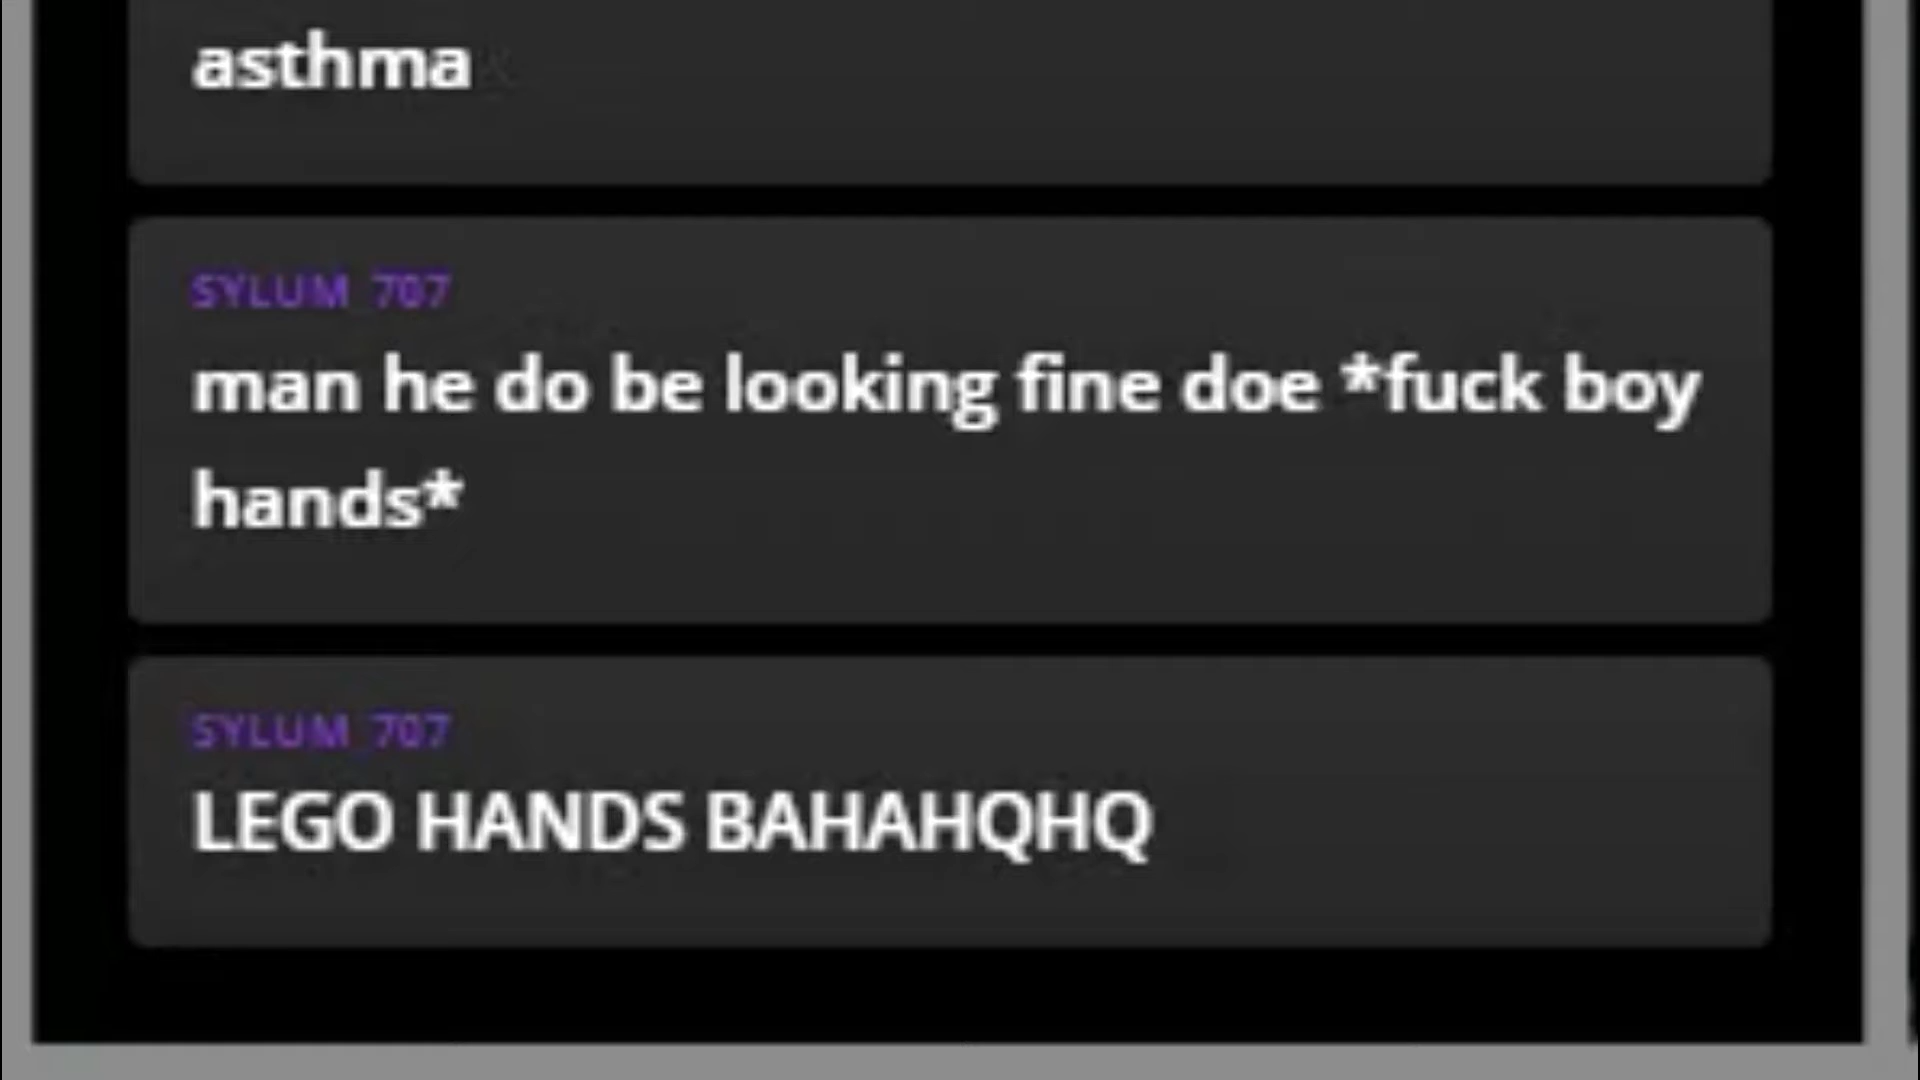 asthma
SYLUM 707
man he do be looking fine doe *fuck boy
hands*
SYLUM 707
LEGO HANDS BAHAHQHQ